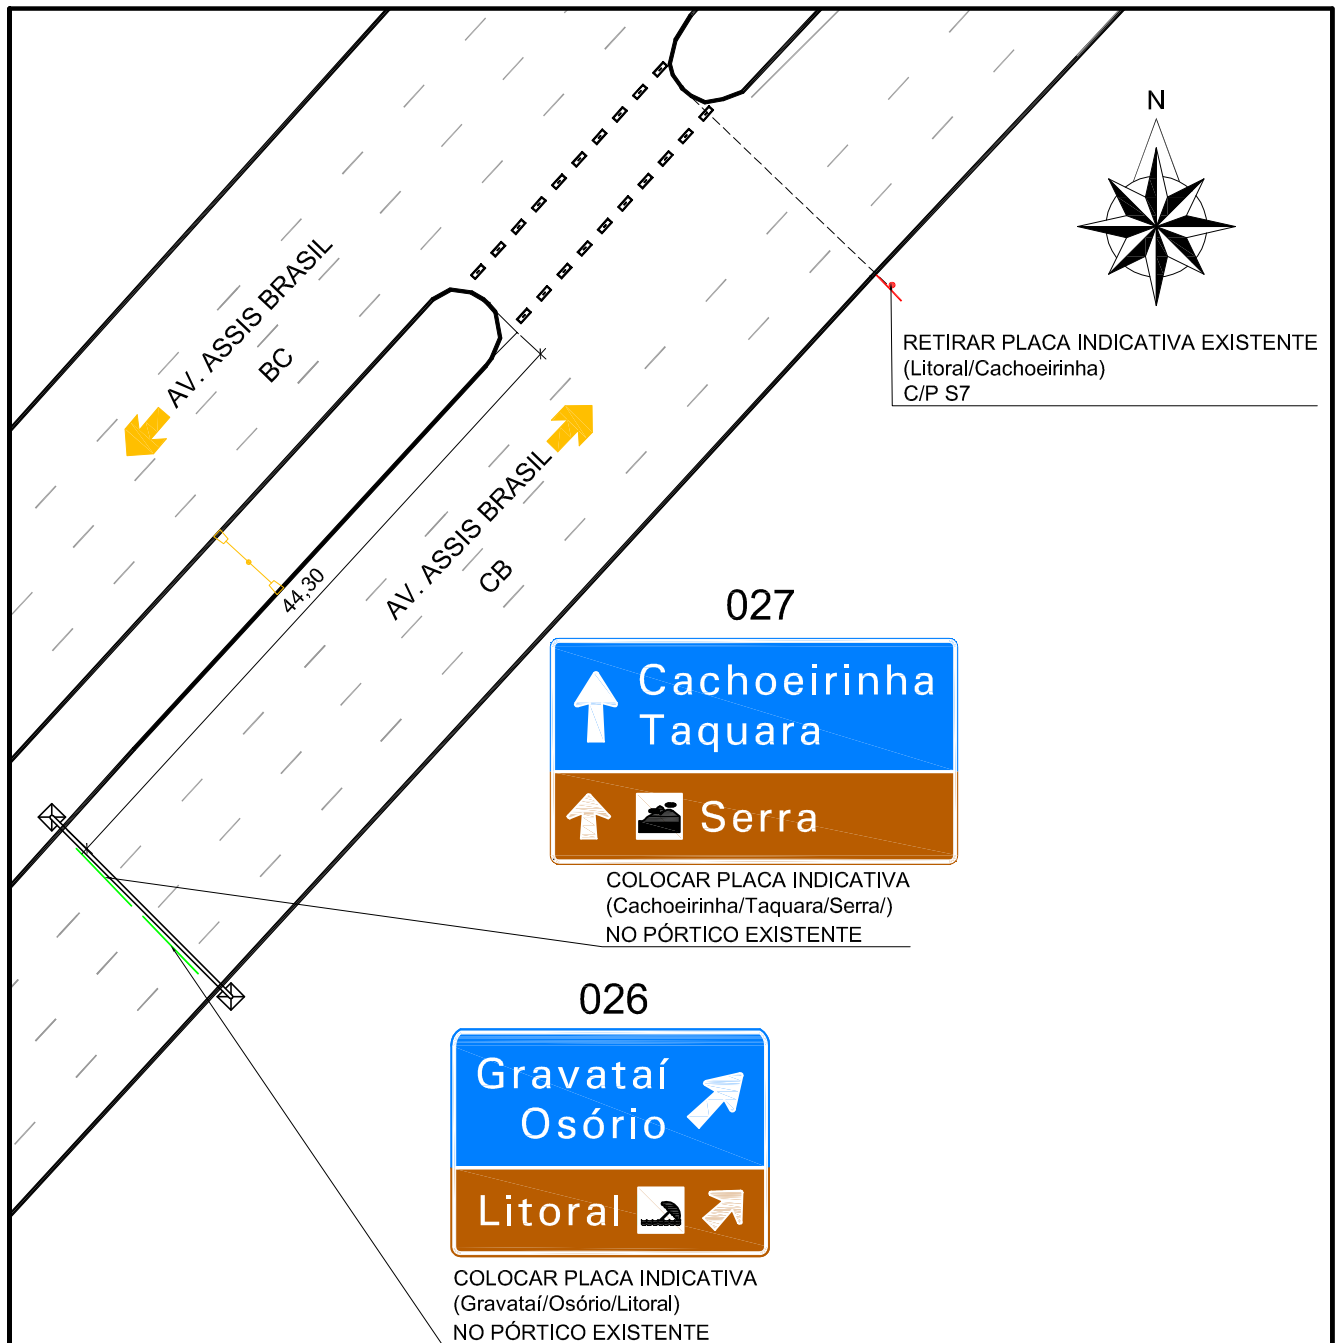 N
AV. ASSIS BRASIL
BC
RETIRAR PLACA INDICATIVA EXISTENTE
(Litoral/Cachoeirinha)
C/P S7
AV. ASSIS BRASIL
CB
44,30
027
Cachoeirinha
Taquara
Serra
COLOCAR PLACA INDICATIVA
(Cachoeirinha/Taquara/Serra/)
NO PÓRTICO EXISTENTE
026
Gravataí
Osório
Litoral
COLOCAR PLACA INDICATIVA
(Gravataí/Osório/Litoral)
NO PÓRTICO EXISTENTE